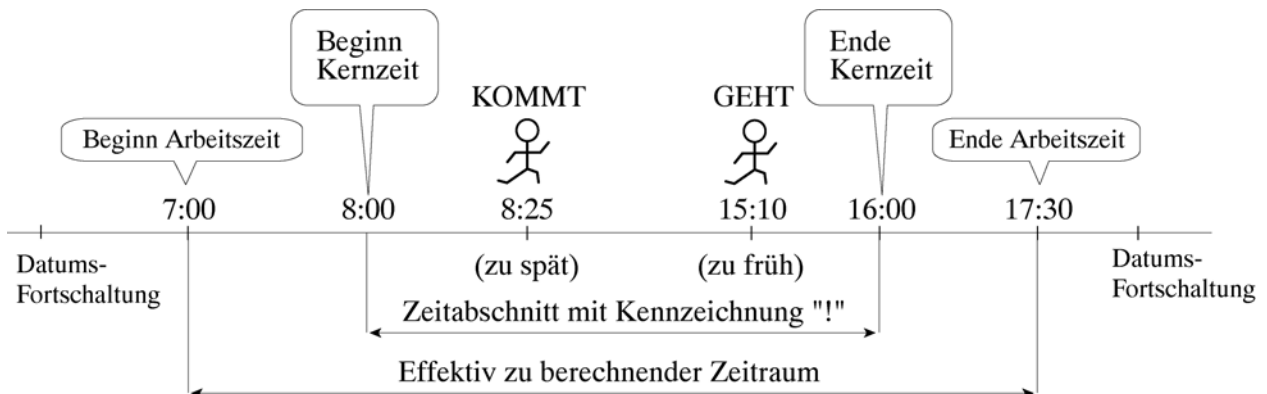 Beginn
Kernzeit
Ende
Kernzeit
KOMMT
GEHT
Beginn Arbeitszeit
Ende Arbeitszeit
7:00
8:00
8:25
15:10
16:00
17:30
Datums-
Fortschaltung
(zu spät)
(zu früh)
Datums-
Fortschaltung
Zeitabschnitt mit Kennzeichnung "!"
Effektiv zu berechnender Zeitraum